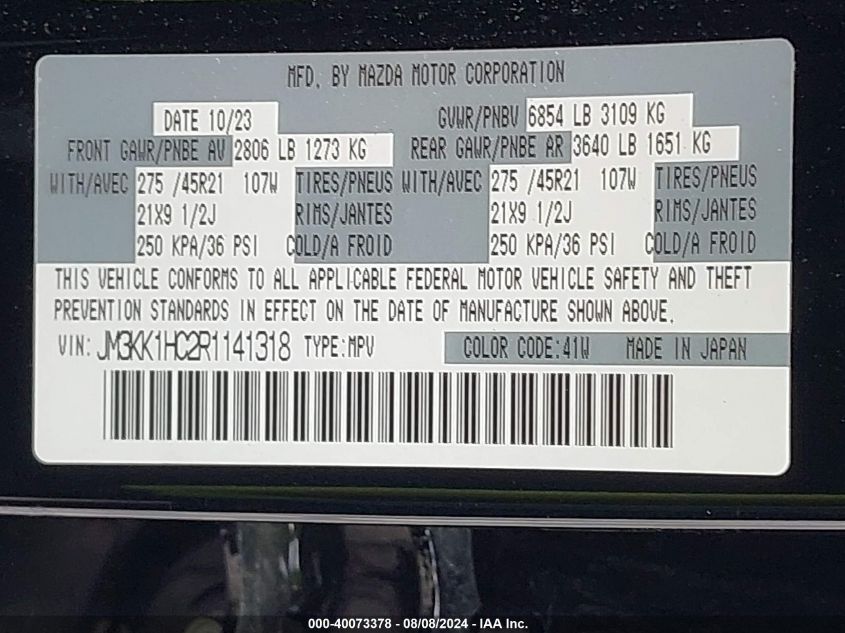 MFD. BY MAZDA MOTOR CORPORATION
DATE 10/23 GVWR/PNBV 6854 LB 3109 KG
FRONT GAWR/PNBE AV 2806 LB 1273 KG REAR GAWR/PNBE AR 3640 LB 1651 KG
WITH/AVEC 275 /45R21 107W TIRES/PNEUS WITH/AVEC 275 /45R21 107W TIRES/PNEUS
21X9 1/2J RIMS/JANTES 21X9 1/2J RIMS/JANTES
250 KPA/36 PSI COLD/A FROID 250 KPA/36 PSI COLD/A FROID
THIS VEHICLE CONFORMS TO ALL APPLICABLE FEDERAL MOTOR VEHICLE SAFETY AND THEFT
PREVENTION STANDARDS IN EFFECT ON THE DATE OF MANUFACTURE SHOWN ABOVE.
VIN: JM3KK1HC2R1141318 TYPE:MPV COLOR CODE:41W MADE IN JAPAN
000-40073378 - 08/08/2024 - IAA Inc.